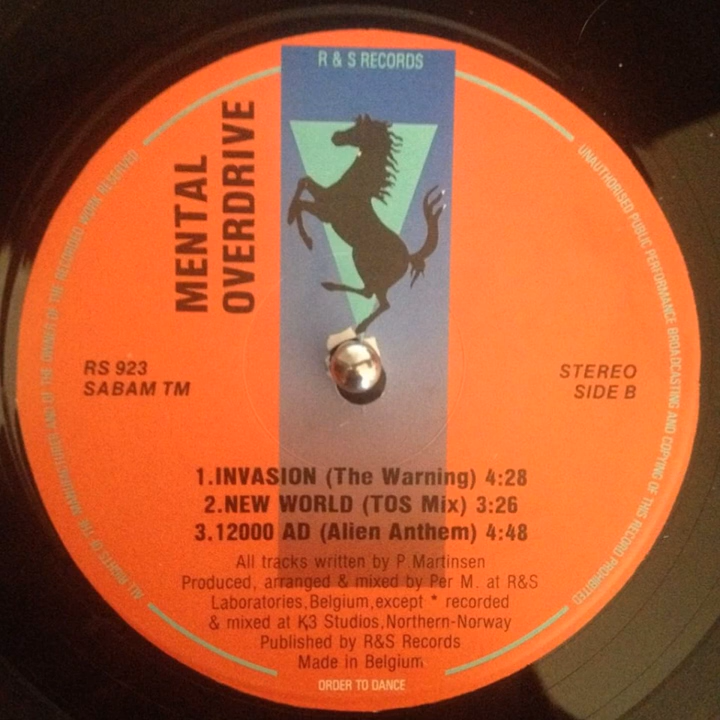 R & S RECORDS
MENTAL
OVERDRIVE
RS 923
SABAM TM
STEREO
SIDE B
1.INVASION (The Warning) 4:28
2.NEW WORLD (TOS Mix) 3:26
3.12000 AD (Alien Anthem) 4:48
All tracks written by P.Martinsen
Produced, arranged & mixed by Per M. at R&S
Laboratories,Belgium,except * recorded
& mixed at K3 Studios,Northern-Norway
Published by R&S Records
Made in Belgium
ORDER TO DANCE
ALL RIGHTS OF THE MANUFACTURER AND OF THE OWNER OF THE RECORDED WORK RESERVED
UNAUTHORISED PUBLIC PERFORMANCE BROADCASTING AND COPYING OF THIS RECORD PROHIBITED